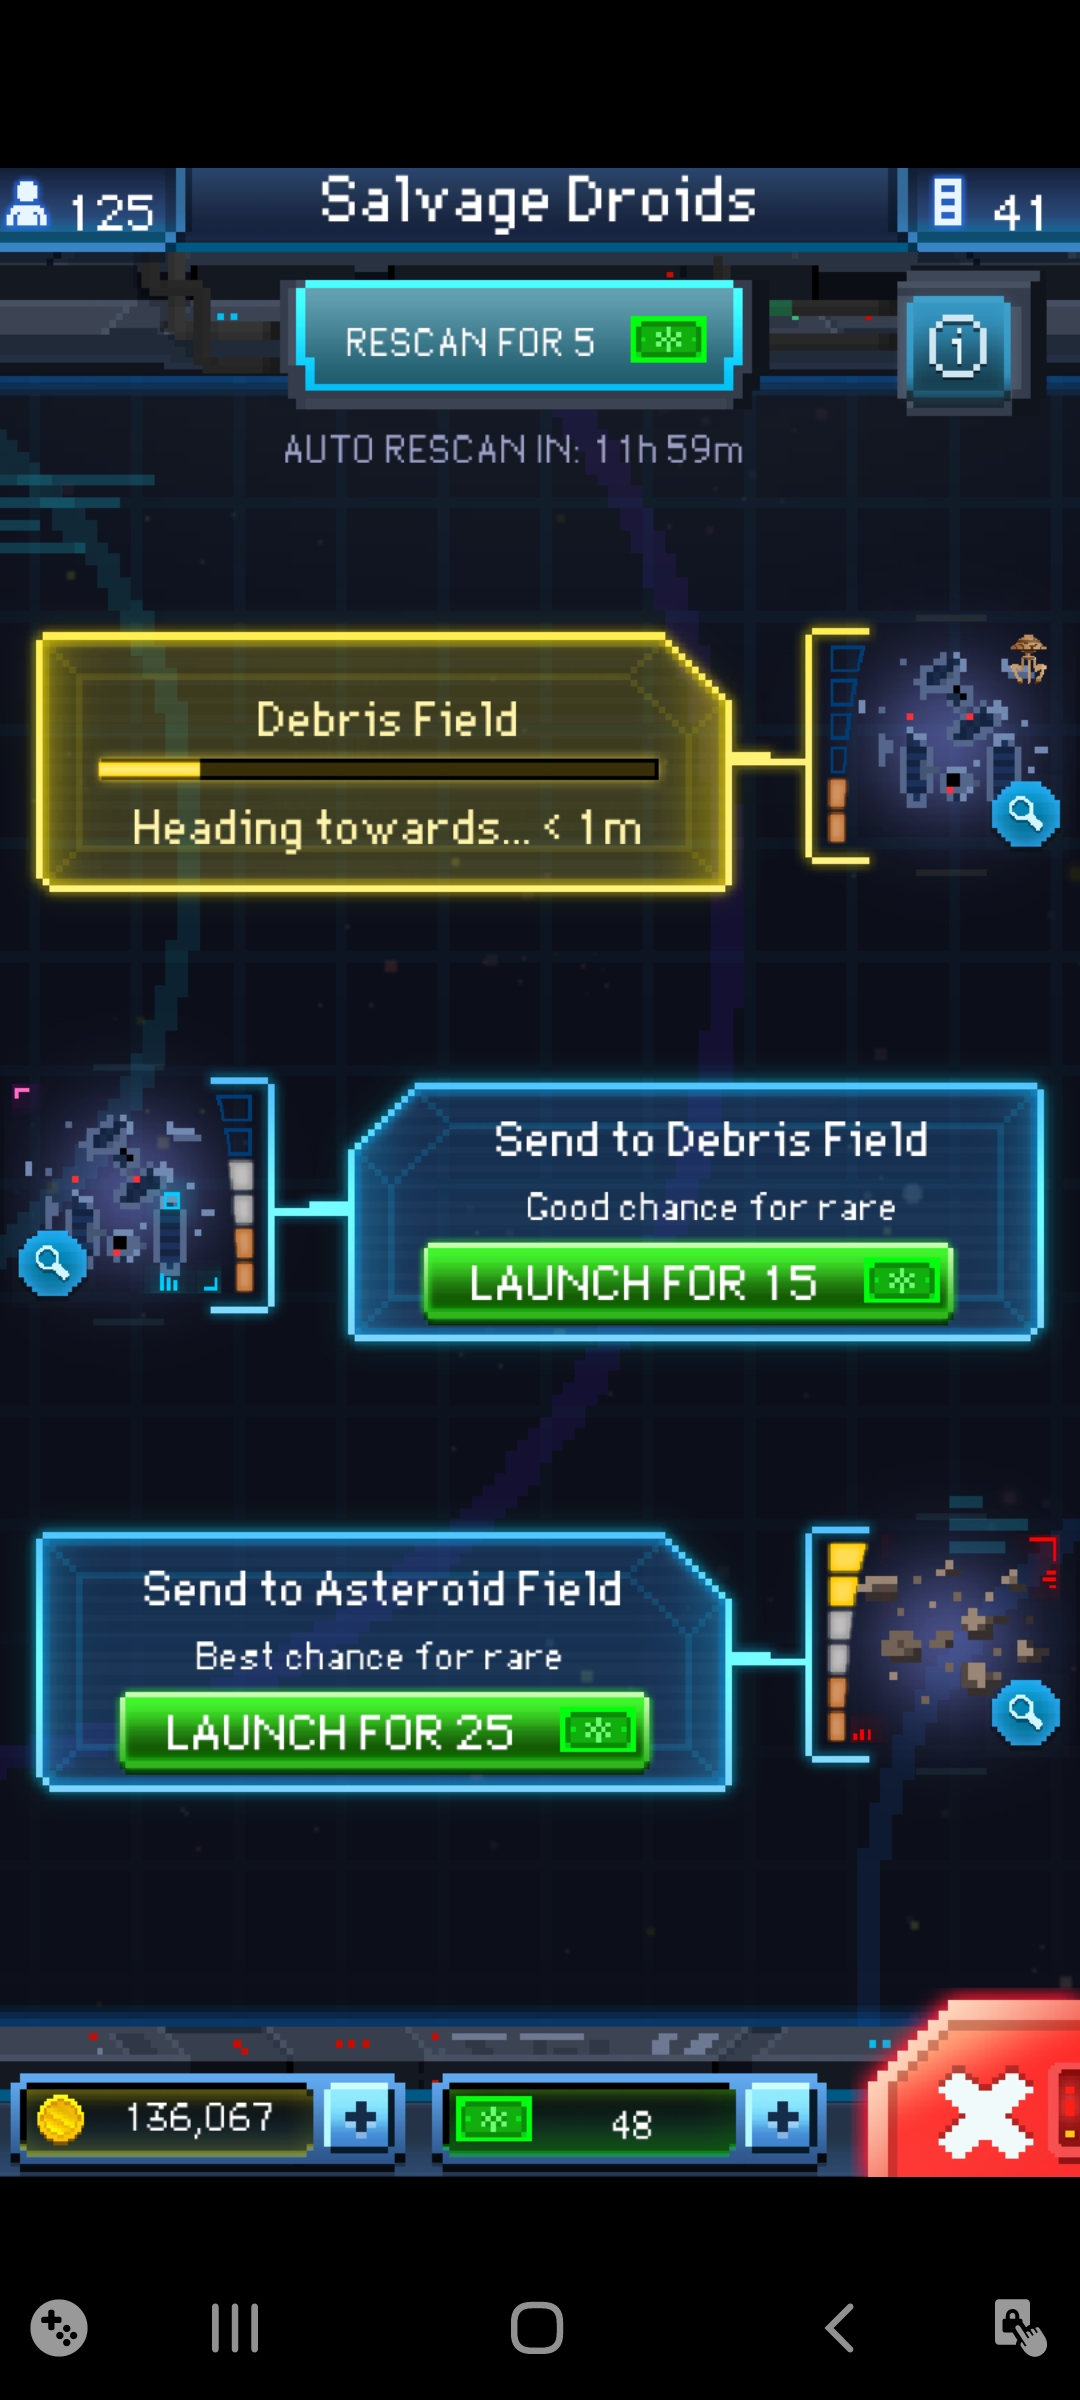 125
Salvage Droids
41
RESCAN FOR 5
AUTO RESCAN IN: 11h 59m
Debris Field
Heading towards... < 1m
Send to Debris Field
Good chance for rare
LAUNCH FOR 15
Send to Asteroid Field
Best chance for rare
LAUNCH FOR 25
136,067
48